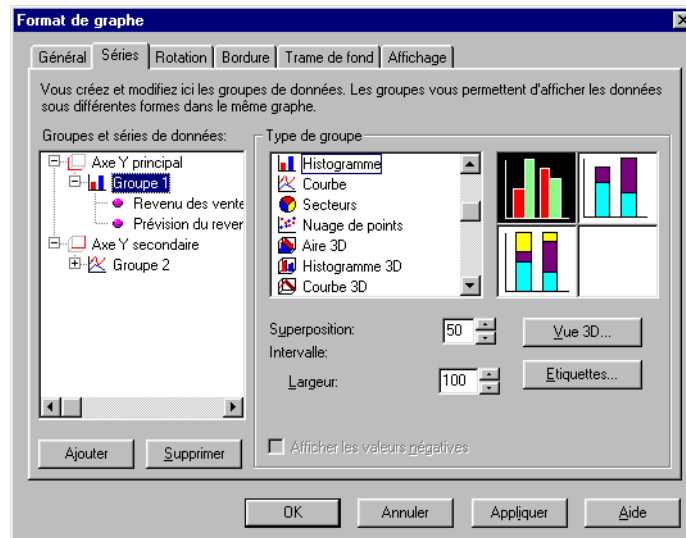 Format de graphe
Général Séries Rotation Bordure Trame de fond Affichage
Vous créez et modifiez ici les groupes de données. Les groupes vous permettent d'afficher les données
sous différentes formes dans le même graphe.
Groupes et séries de données:
Axe Y principal
Groupe 1
Revenu des vente
Prévision du rever
Axe Y secondaire
Groupe 2
Ajouter
Supprimer
Type de groupe
Histogramme
Courbe
Secteurs
Nuage de points
Aire 3D
Histogramme 3D
Courbe 3D
Superposition: 50
Vue 3D...
Intervalle:
Largeur: 100
Etiquettes...
Afficher les valeurs négatives
OK
Annuler
Appliquer
Aide